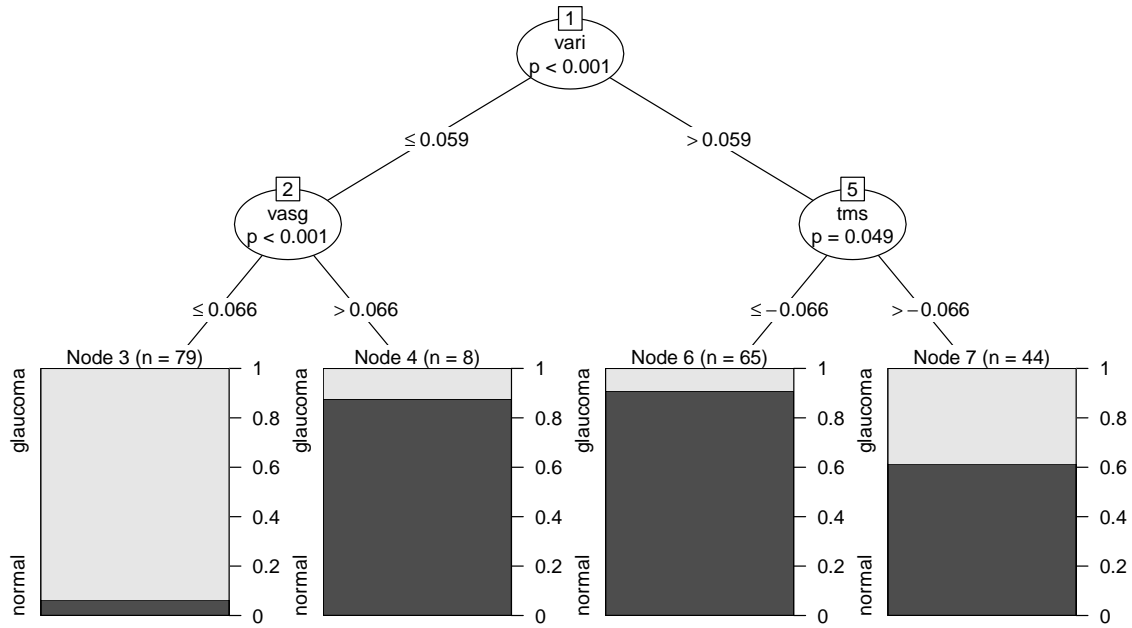 1
vari
p < 0.001
≤ 0.059
> 0.059
2
vasg
p < 0.001
5
tms
p = 0.049
≤ 0.066
> 0.066
≤ −0.066
> −0.066
Node 3 (n = 79)
normal
glaucoma
0
0.2
0.4
0.6
0.8
1
Node 4 (n = 8)
normal
glaucoma
0
0.2
0.4
0.6
0.8
1
Node 6 (n = 65)
normal
glaucoma
0
0.2
0.4
0.6
0.8
1
Node 7 (n = 44)
normal
glaucoma
0
0.2
0.4
0.6
0.8
1